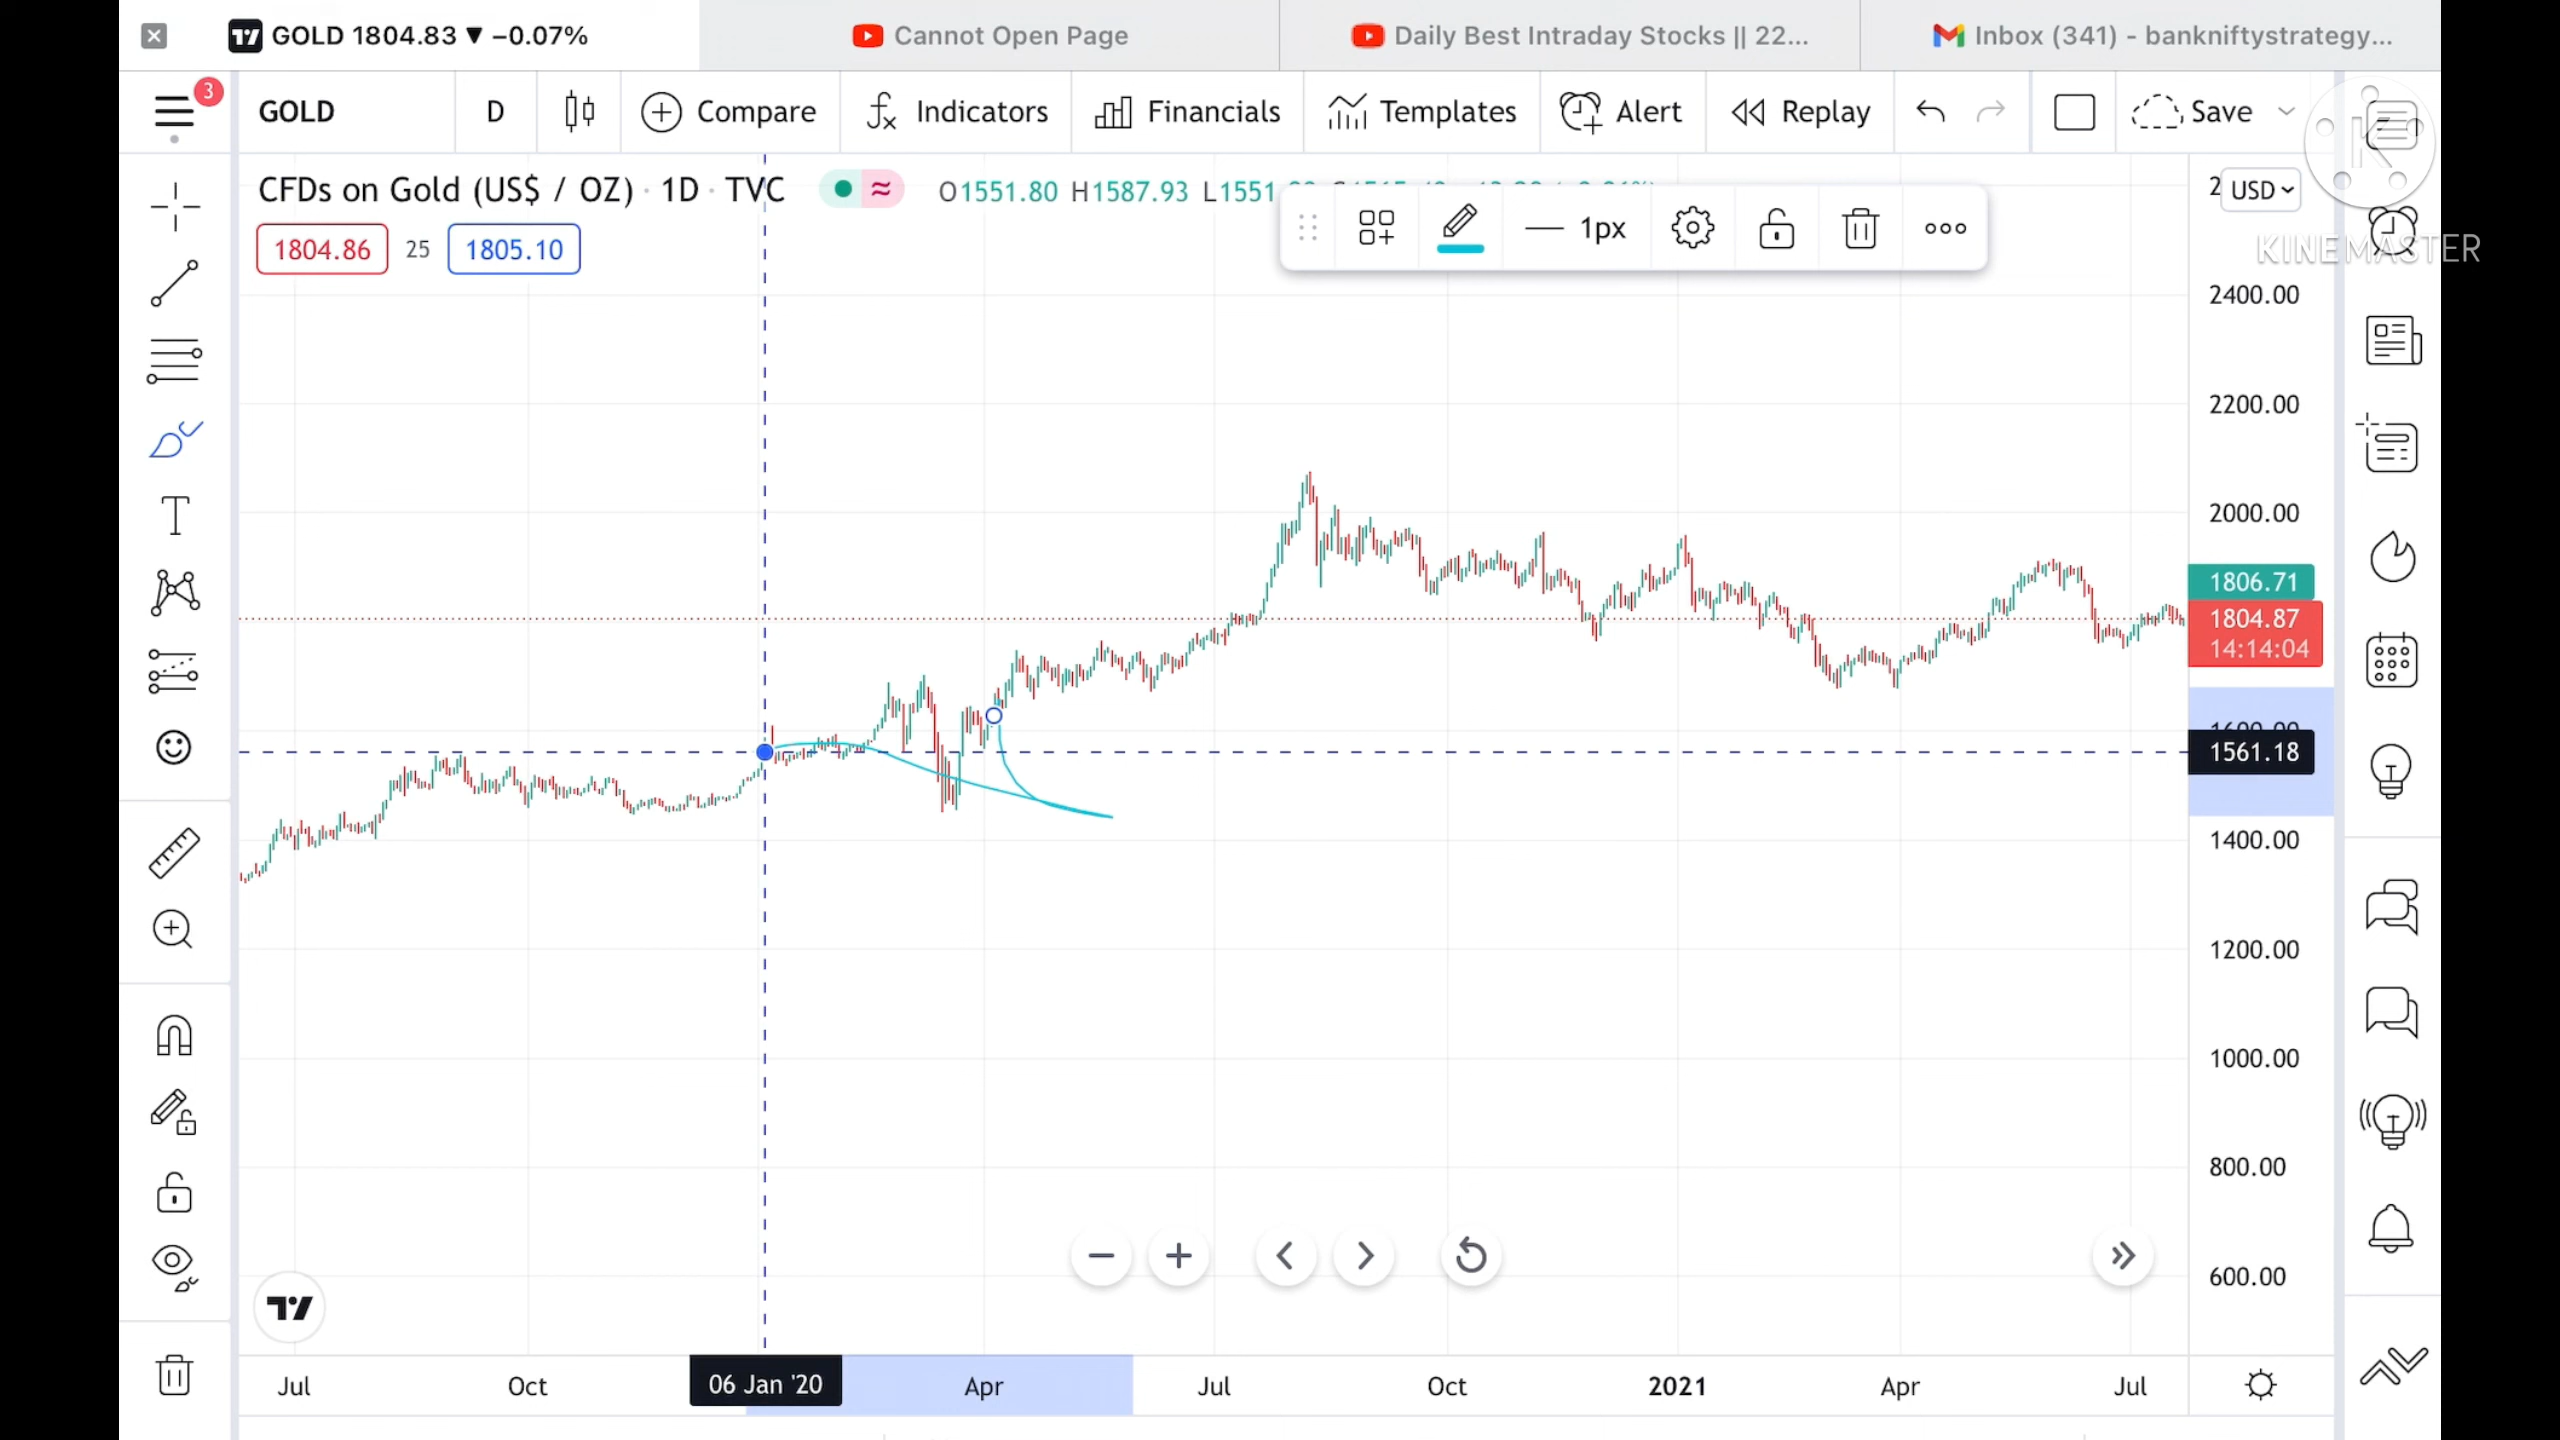 GOLD 1804.83 ▼ −0.07%
Cannot Open Page
Daily Best Intraday Stocks || 22...
Inbox (341) - bankniftystrategy...
3
GOLD
D
Compare
Indicators
Financials
Templates
Alert
Replay
Save
K
CFDs on Gold (US$ / OZ) · 1D · TVC
O1551.80 H1587.93 L1551
USD
1804.86
25
1805.10
1px
KINEMASTER
2400.00
2200.00
2000.00
1806.71
1804.87
14:14:04
1561.18
1400.00
1200.00
1000.00
800.00
600.00
Jul
Oct
06 Jan '20
Apr
Jul
Oct
2021
Apr
Jul